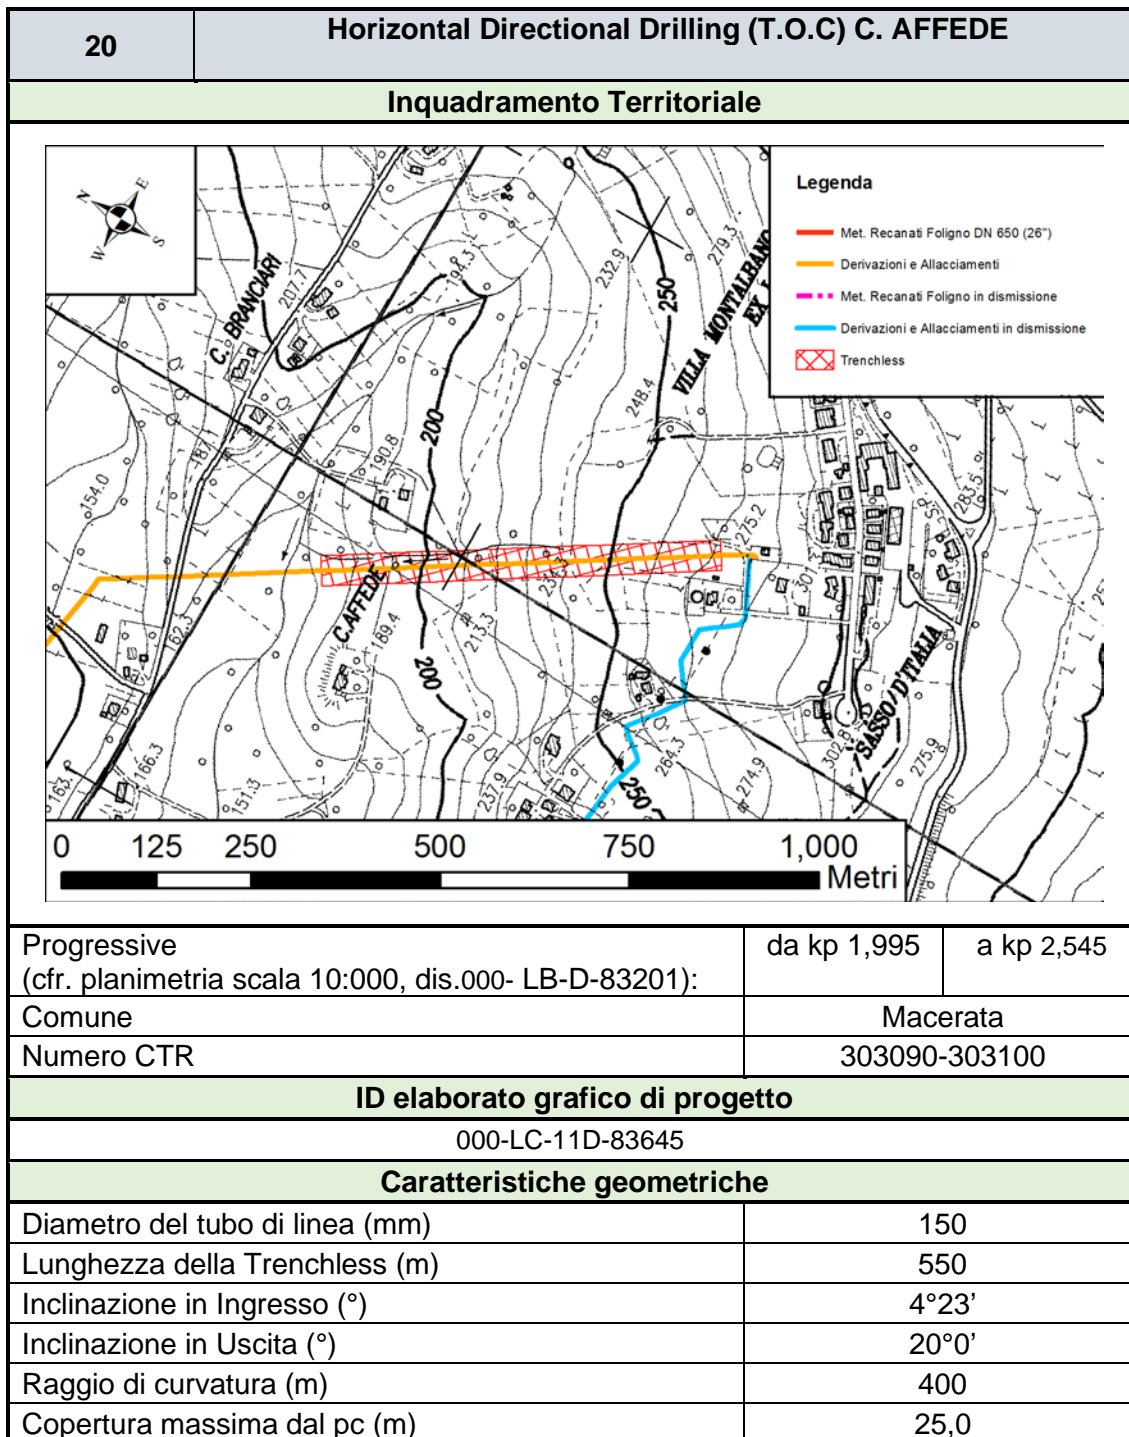 20
Horizontal Directional Drilling (T.O.C) C. AFFEDE
Inquadramento Territoriale
N
E
W
S
Legenda
Met. Recanati Foligno DN 650 (26")
Derivazioni e Allacciamenti
Met. Recanati Foligno in dismissione
Derivazioni e Allacciamenti in dismissione
Trenchless
C. BRANCIARI
207.7
194.3
232.9
250
279.3
VILLA MONTALBANO
248.4
200
190.8
154.0
162.3
C.AFFEDE
189.4
213.3
234.3
275.2
283.5
200
SASSO D'ITALIA
302.8
275.9
264.3
274.9
250
237.9
166.3
151.3
163
0 125 250 500 750 1,000
Metri
Progressive da kp 1,995 a kp 2,545
(cfr. planimetria scala 10:000, dis.000- LB-D-83201):
Comune Macerata
Numero CTR 303090-303100
ID elaborato grafico di progetto
000-LC-11D-83645
Caratteristiche geometriche
Diametro del tubo di linea (mm) 150
Lunghezza della Trenchless (m) 550
Inclinazione in Ingresso (°) 4°23’
Inclinazione in Uscita (°) 20°0’
Raggio di curvatura (m) 400
Copertura massima dal pc (m) 25,0